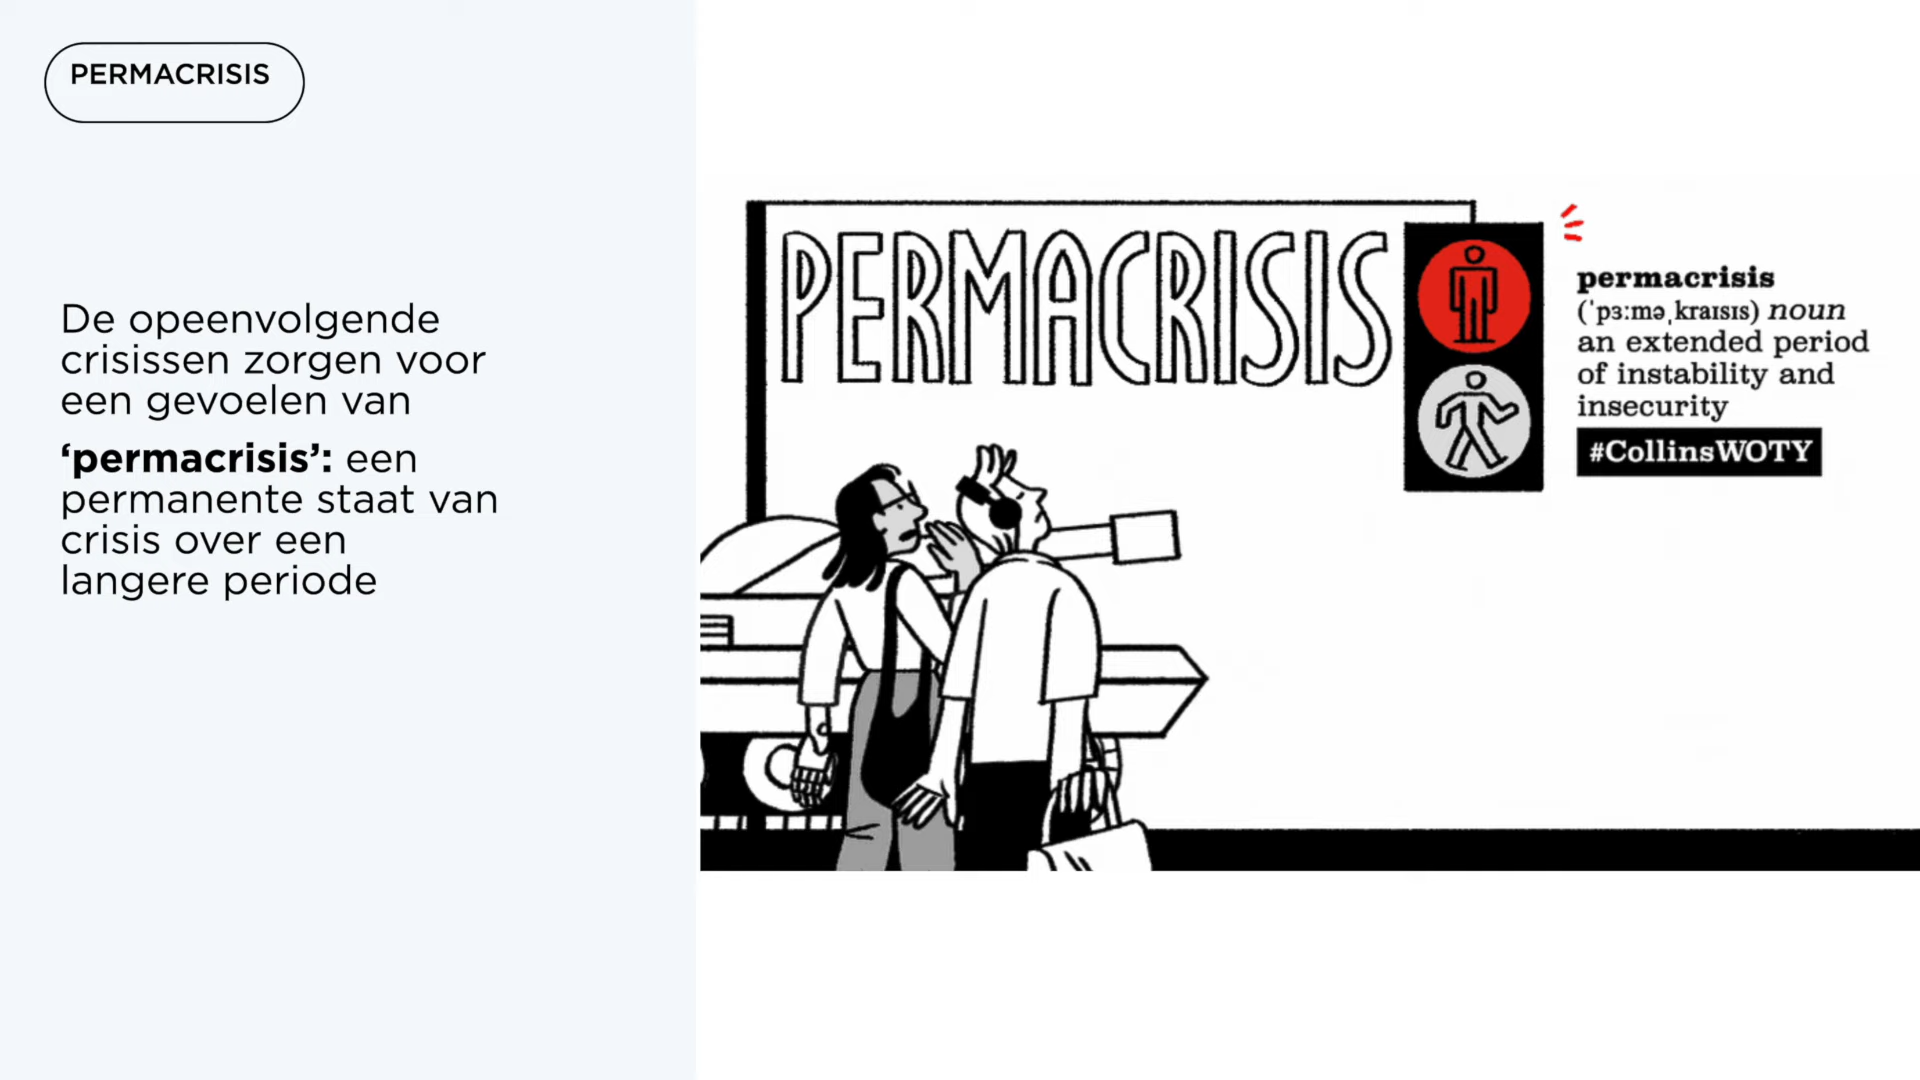 PERMACRISIS
De opeenvolgende
crisissen zorgen voor
een gevoelen van
‘permacrisis’: een
permanente staat van
crisis over een
langere periode
PERMACRISIS
permacrisis
(ˈpɜːməˌkraɪsɪs) noun
an extended period
of instability and
insecurity
#CollinsWOTY